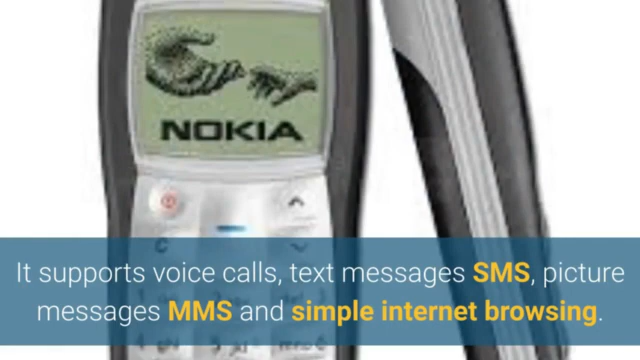 NOKIA
C
It supports voice calls, text messages SMS, picture
messages MMS and simple internet browsing.